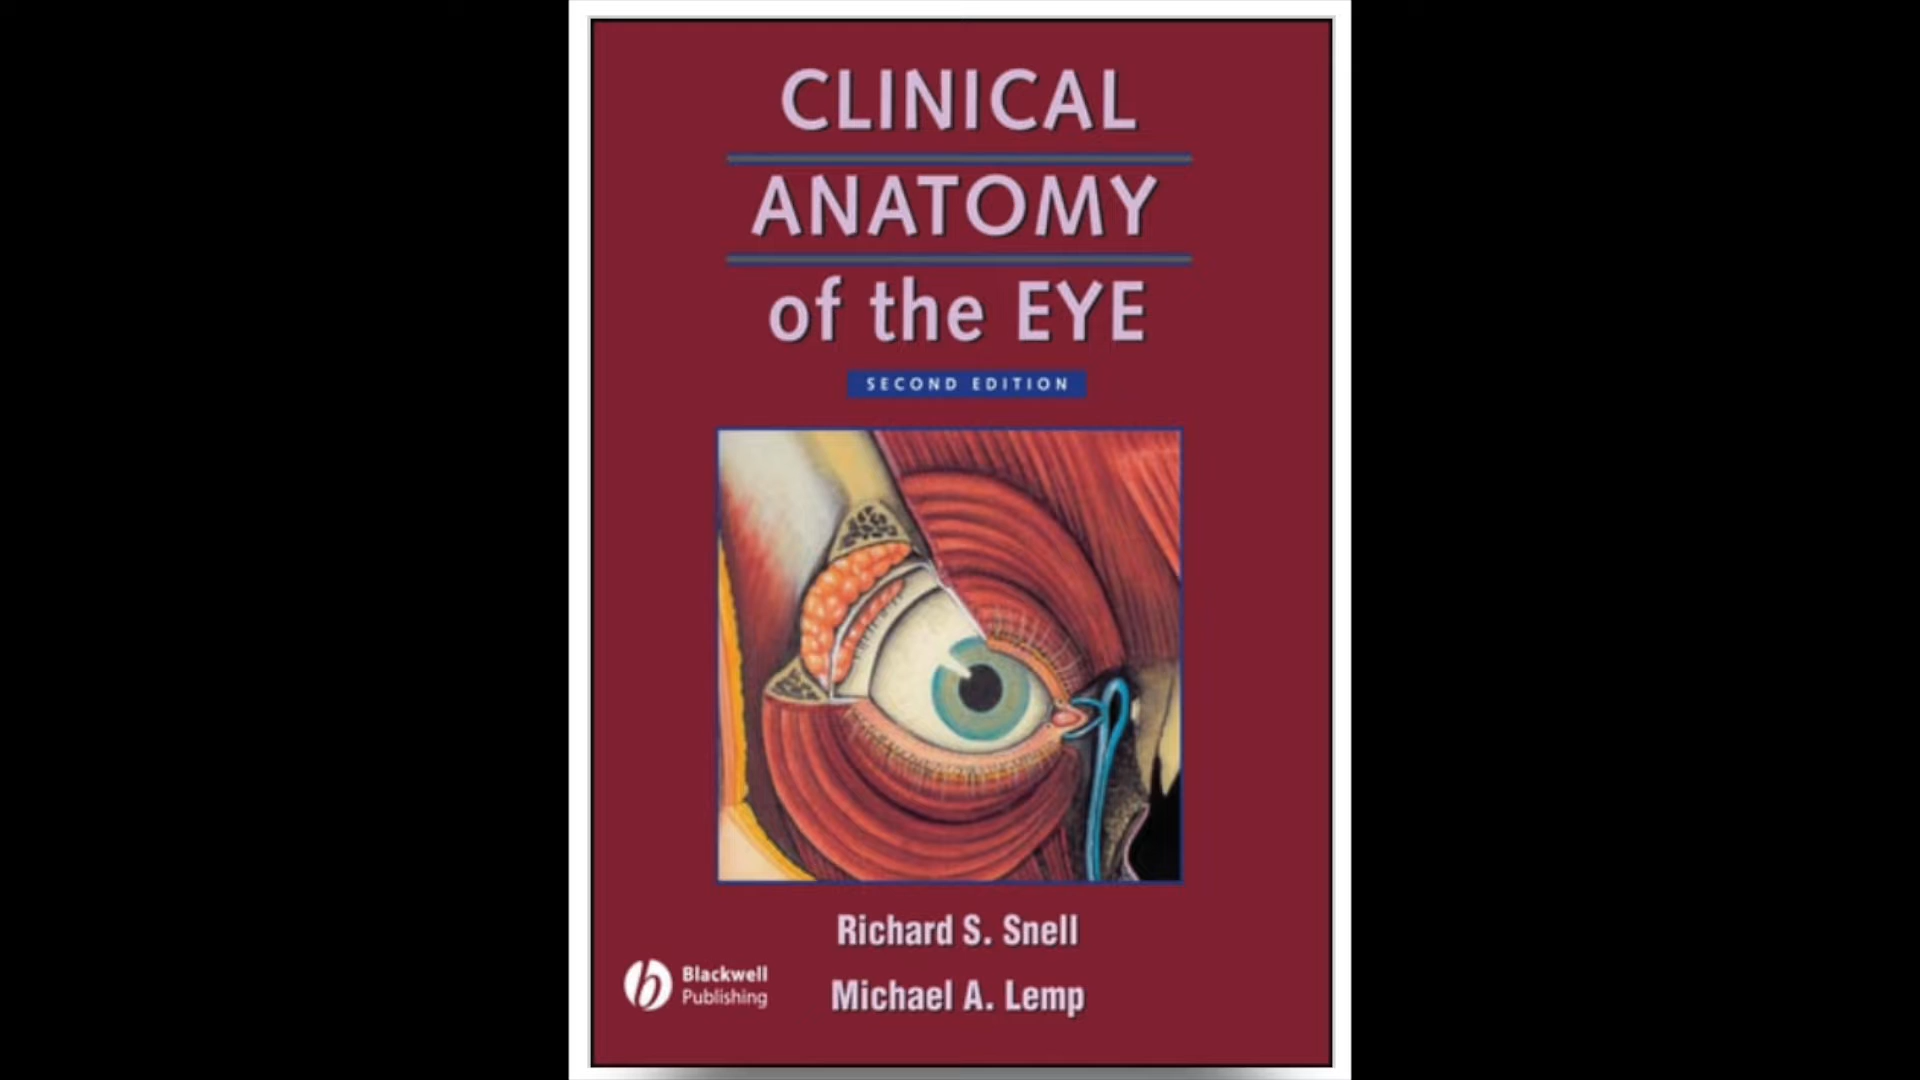 CLINICAL
ANATOMY
of the EYE
SECOND EDITION
Richard S. Snell
Michael A. Lemp
Blackwell
Publishing